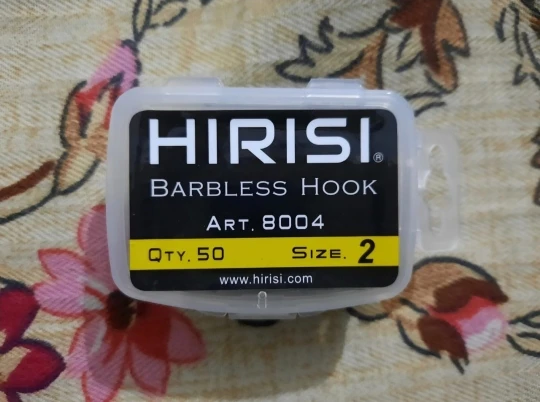 HIRISI®
BARBLESS HOOK
ART. 8004
QTY. 50 SIZE. 2
www.hirisi.com